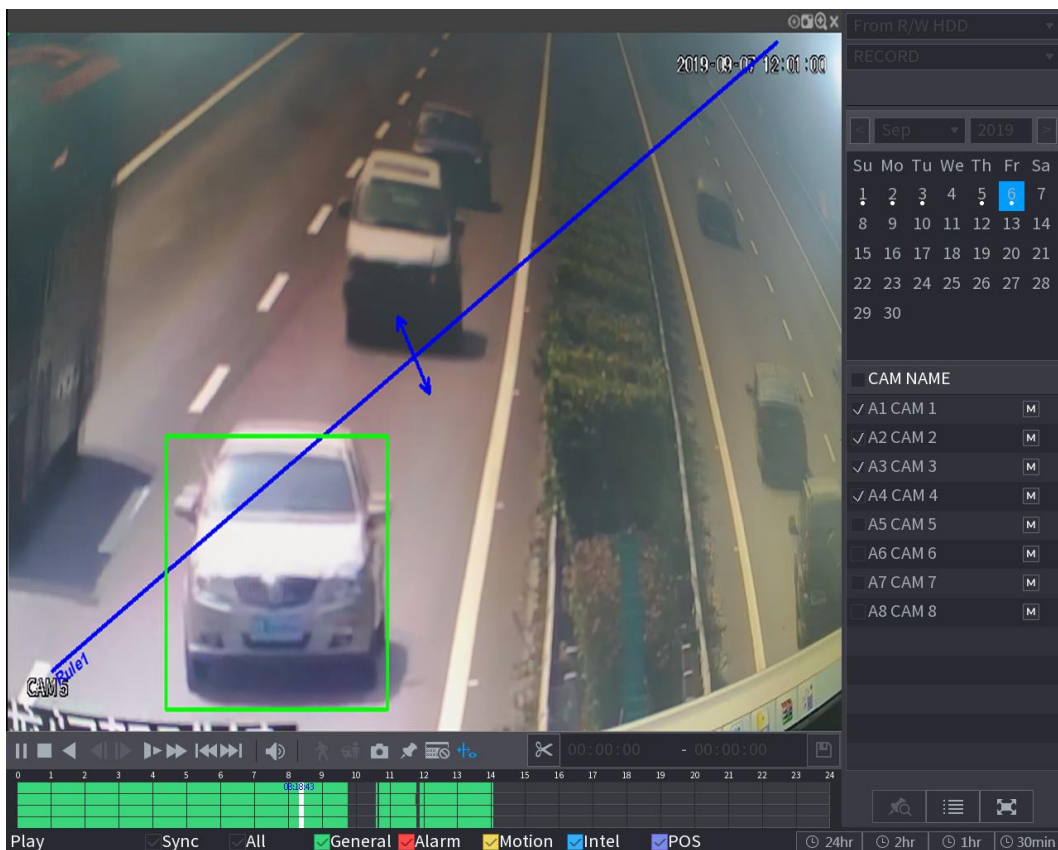 From R/W HDD
RECORD
2019-09-07 12:01:00
< Sep 2019 >
Su Mo Tu We Th Fr Sa
1 2 3 4 5 6 7
8 9 10 11 12 13 14
15 16 17 18 19 20 21
22 23 24 25 26 27 28
29 30
CAM NAME
A1 CAM 1 M
A2 CAM 2 M
A3 CAM 3 M
A4 CAM 4 M
A5 CAM 5 M
A6 CAM 6 M
A7 CAM 7 M
A8 CAM 8 M
Rule1
CAM5
00:00:00 - 00:00:00
0 1 2 3 4 5 6 7 8 9 10 11 12 13 14 15 16 17 18 19 20 21 22 23 24
08:18:43
Play Sync All General Alarm Motion Intel POS 24hr 2hr 1hr 30min